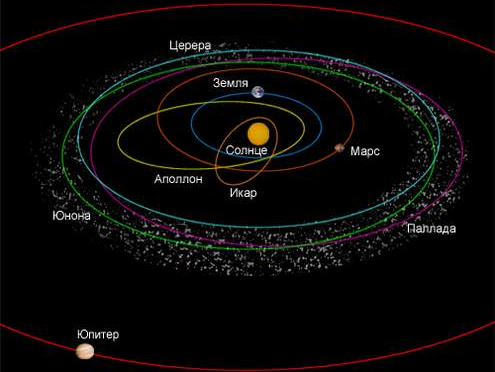 Церера
Земля
Солнце
Марс
Аполлон
Икар
Юнона
Паллада
Юпитер